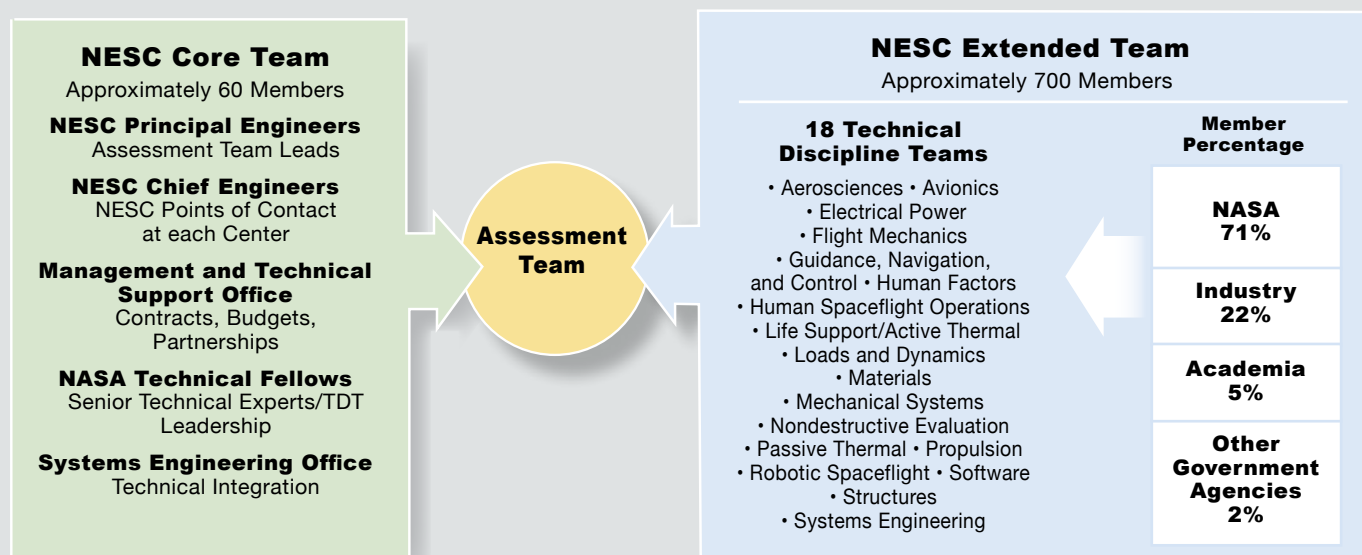 NESC Core Team
Approximately 60 Members
NESC Principal Engineers
Assessment Team Leads
NESC Chief Engineers
NESC Points of Contact
at each Center
Management and Technical
Support Office
Contracts, Budgets,
Partnerships
NASA Technical Fellows
Senior Technical Experts/TDT
Leadership
Systems Engineering Office
Technical Integration
Assessment
Team
NESC Extended Team
Approximately 700 Members
18 Technical
Discipline Teams
• Aerosciences • Avionics
• Electrical Power
• Flight Mechanics
• Guidance, Navigation,
and Control • Human Factors
• Human Spaceflight Operations
• Life Support/Active Thermal
• Loads and Dynamics
• Materials
• Mechanical Systems
• Nondestructive Evaluation
• Passive Thermal • Propulsion
• Robotic Spaceflight • Software
• Structures
• Systems Engineering
Member
Percentage
NASA
71%
Industry
22%
Academia
5%
Other
Government
Agencies
2%